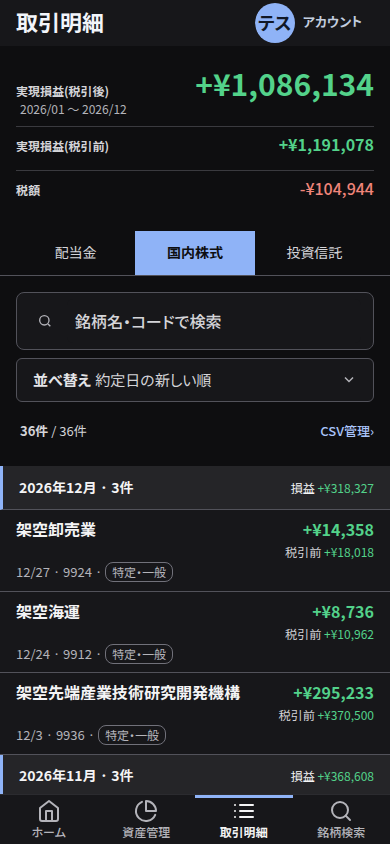 取引明細
テス アカウント
実現損益(税引後) +¥1,086,134
2026/01 〜 2026/12
実現損益(税引前) +¥1,191,078
税額 -¥104,944
配当金 国内株式 投資信託
銘柄名・コードで検索
並べ替え 約定日の新しい順
36件 / 36件 CSV管理›
2026年12月・3件 損益 +¥318,327
架空卸売業 +¥14,358
税引前 +¥18,018
12/27・9924・ 特定・一般
架空海運 +¥8,736
税引前 +¥10,962
12/24・9912・ 特定・一般
架空先端産業技術研究開発機構 +¥295,233
税引前 +¥370,500
12/3・9936・ 特定・一般
2026年11月・3件 損益 +¥368,608
ホーム 資産管理 取引明細 銘柄検索